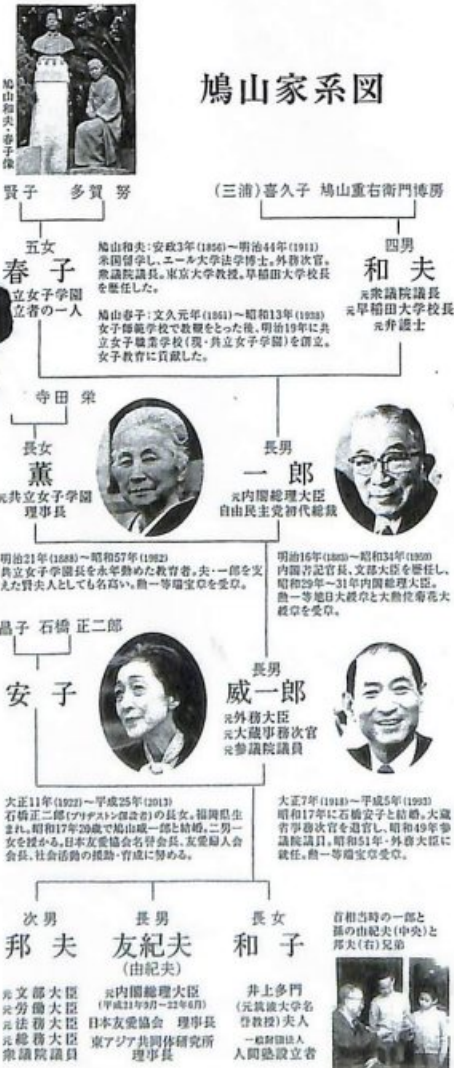 鳩山家系図
鳩山和夫・春子像
賢子 多賀 努
(三浦)喜久子 鳩山重右衛門博房
五女
春子
立女子学園
立者の一人
鳩山和夫:安政3年(1856)~明治44年(1911)
米国留学し、エール大学法学博士。外務次官。
衆議院議長。東京大学教授。早稲田大学校長
を歴任した。
鳩山春子:文久元年(1861)~昭和13年(1938)
女子師範学校で教鞭をとった後、明治19年に共
立女子職業学校(現・共立女子学園)を創立。
女子教育に貢献した。
四男
和夫
元衆議院議長
元早稲田大学校長
元弁護士
寺田 栄
長女
薫
元共立女子学園
理事長
長男
一郎
元内閣総理大臣
自由民主党初代総裁
明治21年(1888)~昭和57年(1982)
共立女子学園長を永年勤めた教育者。夫・一郎を支
えた賢夫人としても名高い。勲一等瑞宝章を受章。
明治16年(1883)~昭和34年(1959)
内閣書記官長、文部大臣を歴任し、
昭和29年~31年内閣総理大臣。
勲一等旭日大綬章と大勲位菊花大
綬章を受章。
昌子 石橋 正二郎
安子
長男
威一郎
元外務大臣
元大蔵事務次官
元参議院議員
大正11年(1922)~平成25年(2013)
石橋正二郎(ブリヂストン創設者)の長女。福岡県生
まれ。昭和17年20歳で鳩山威一郎と結婚。二男一
女を授かる。日本友愛協会名誉会長、友愛婦人会
会長、社会活動の援助・育成に努める。
大正7年(1918)~平成5年(1993)
昭和17年に石橋安子と結婚。大蔵
省事務次官を退官し、昭和49年参
議院議員。昭和51年・外務大臣に
就任。勲一等瑞宝章受章。
次男
邦夫
元文部大臣
元労働大臣
元法務大臣
元総務大臣
衆議院議員
長男
友紀夫
(由紀夫)
元内閣総理大臣
(平成21年9月~22年6月)
日本友愛協会 理事長
東アジア共同体研究所
理事長
長女
和子
井上多門
(元筑波大学名
誉教授)夫人
一般財団法人
人間塾設立者
首相当時の一郎と
孫の由紀夫(中央)と
邦夫(右)兄弟